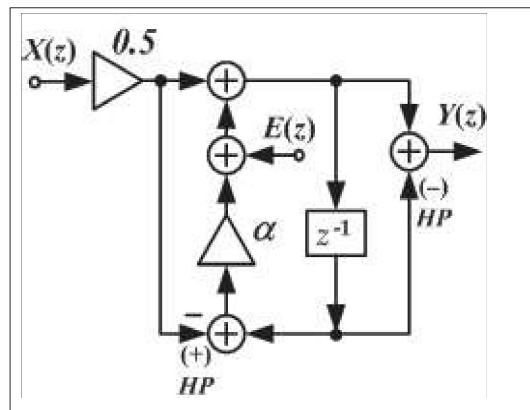 X(z)
0.5
+
E(z)
+
Y(z)
+
(−)
HP
α
z⁻¹
−
+
(+)
HP